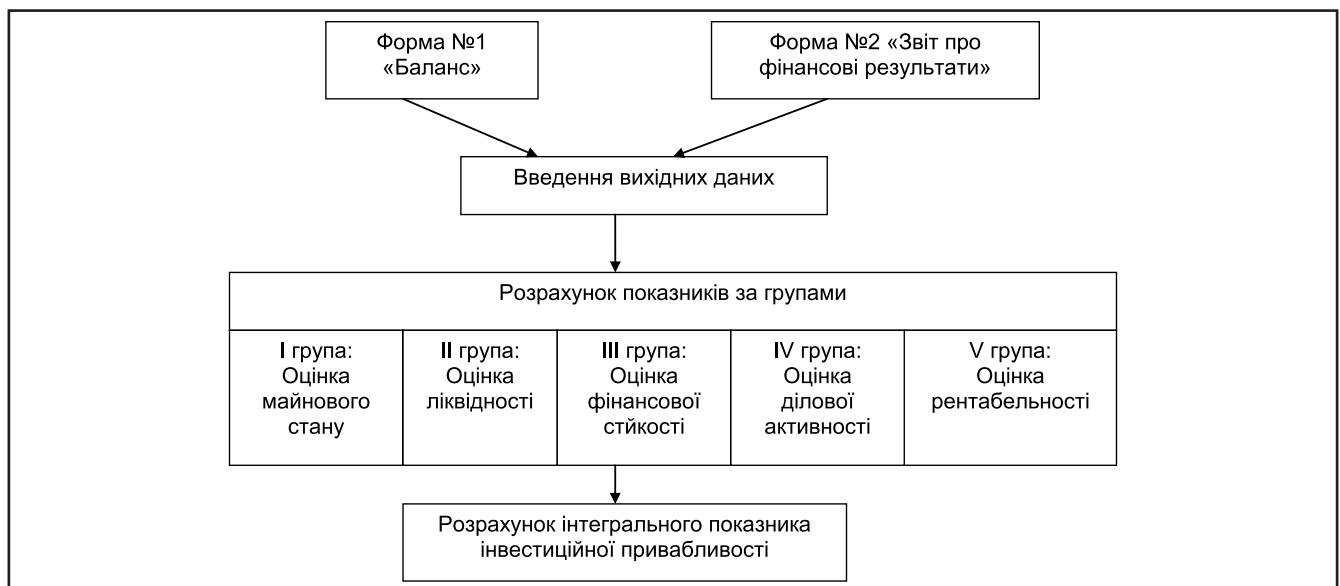 Форма №1
«Баланс»
Форма №2 «Звіт про
фінансові результати»
Введення вихідних даних
Розрахунок показників за групами
I група:
Оцінка
майнового
стану
II група:
Оцінка
ліквідності
III група:
Оцінка
фінансової
стйкості
IV група:
Оцінка
ділової
активності
V група:
Оцінка
рентабельності
Розрахунок інтегрального показника
інвестиційної привабливості